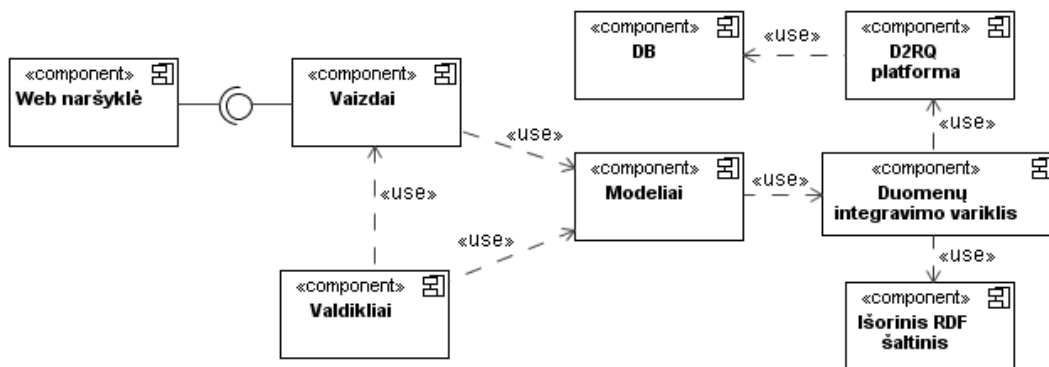 «component»
Web naršyklė
«component»
Vaizdai
«use»
«component»
Valdikliai
«use»
«use»
«component»
Modeliai
«use»
«component»
DB
«use»
«component»
D2RQ
platforma
«use»
«component»
Duomenų
integravimo variklis
«use»
«component»
Išorinis RDF
šaltinis